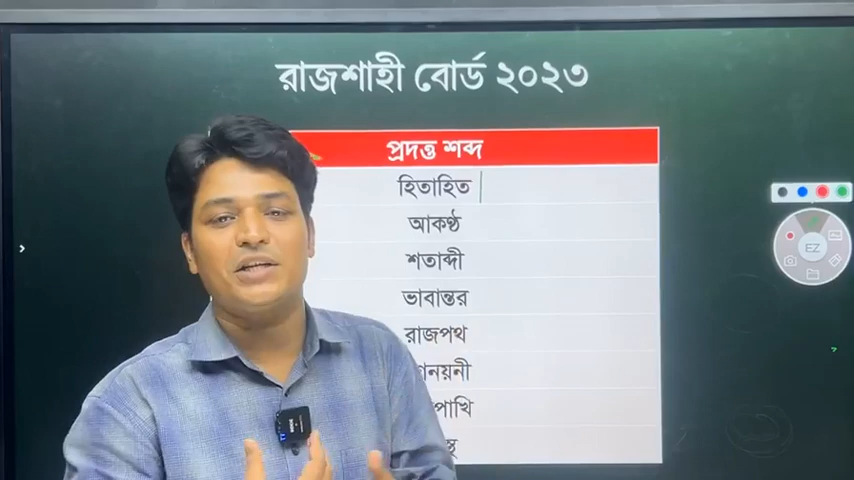 রাজশাহী বোর্ড ২০২৩
প্রদত্ত শব্দ
হিতাহিত
আকণ্ঠ
শতাব্দী
ভাবান্তর
রাজপথ
EZ